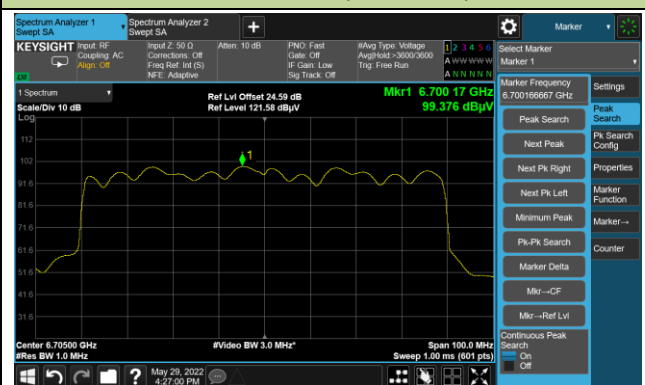 Spectrum Analyzer 1
Swept SA
Spectrum Analyzer 2
Swept SA
+
Marker
KEYSIGHT
Input: RF
Coupling: AC
Align: Off
Input Z: 50 Ω
Corrections: Off
Freq Ref: Int (S)
NFE: Adaptive
Atten: 10 dB
PNO: Fast
Gate: Off
IF Gain: Low
Sig Track: Off
#Avg Type: Voltage
Avg|Hold:>3600/3600
Trig: Free Run
1 2 3 4 5 6
A W W W W W
A N N N N N
Select Marker
Marker 1
1 Spectrum
Scale/Div 10 dB
Ref Lvl Offset 24.59 dB
Ref Level 121.58 dBµV
Mkr1 6.700 17 GHz
99.376 dBµV
Log
112
102
91.6
81.6
71.6
61.6
51.6
41.6
31.6
1
Center 6.70500 GHz
#Res BW 1.0 MHz
#Video BW 3.0 MHz*
Span 100.0 MHz
Sweep 1.00 ms (601 pts)
Marker Frequency
6.700166667 GHz
Peak Search
Next Peak
Next Pk Right
Next Pk Left
Minimum Peak
Pk-Pk Search
Marker Delta
Mkr→CF
Mkr→Ref Lvl
Continuous Peak
Search
On
Off
Settings
Peak
Search
Pk Search
Config
Properties
Marker
Function
Marker→
Counter
?
May 29, 2022
4:27:00 PM